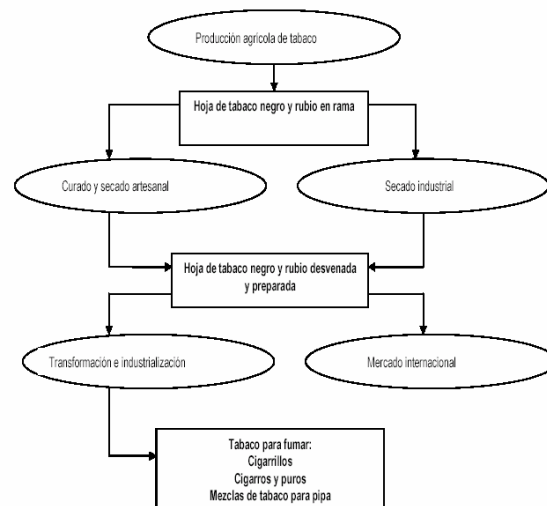 Producción agrícola de tabaco
Hoja de tabaco negro y rubio en rama
Curado y secado artesanal
Secado industrial
Hoja de tabaco negro y rubio desvenada
y preparada
Transformación e industrialización
Mercado internacional
Tabaco para fumar:
Cigarrillos
Cigarros y puros
Mezclas de tabaco para pipa